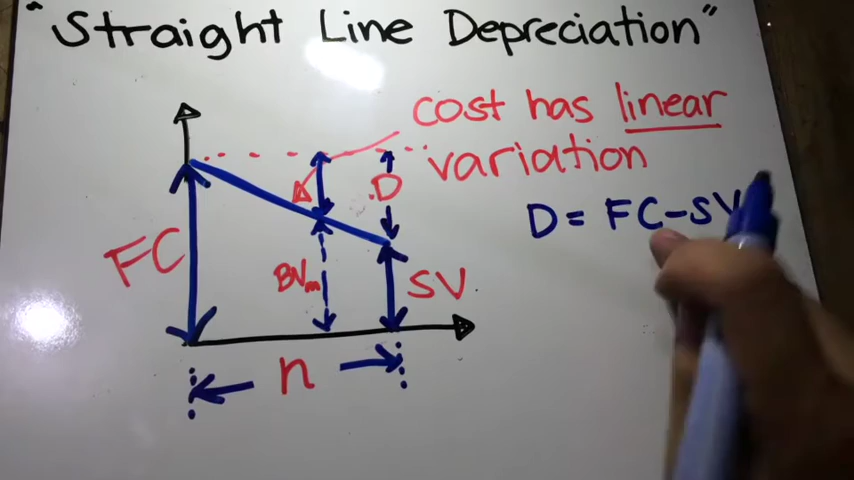 "Straight Line Depreciation"
cost has linear
variation
D
D = FC-SV
FC
BVm
SV
n